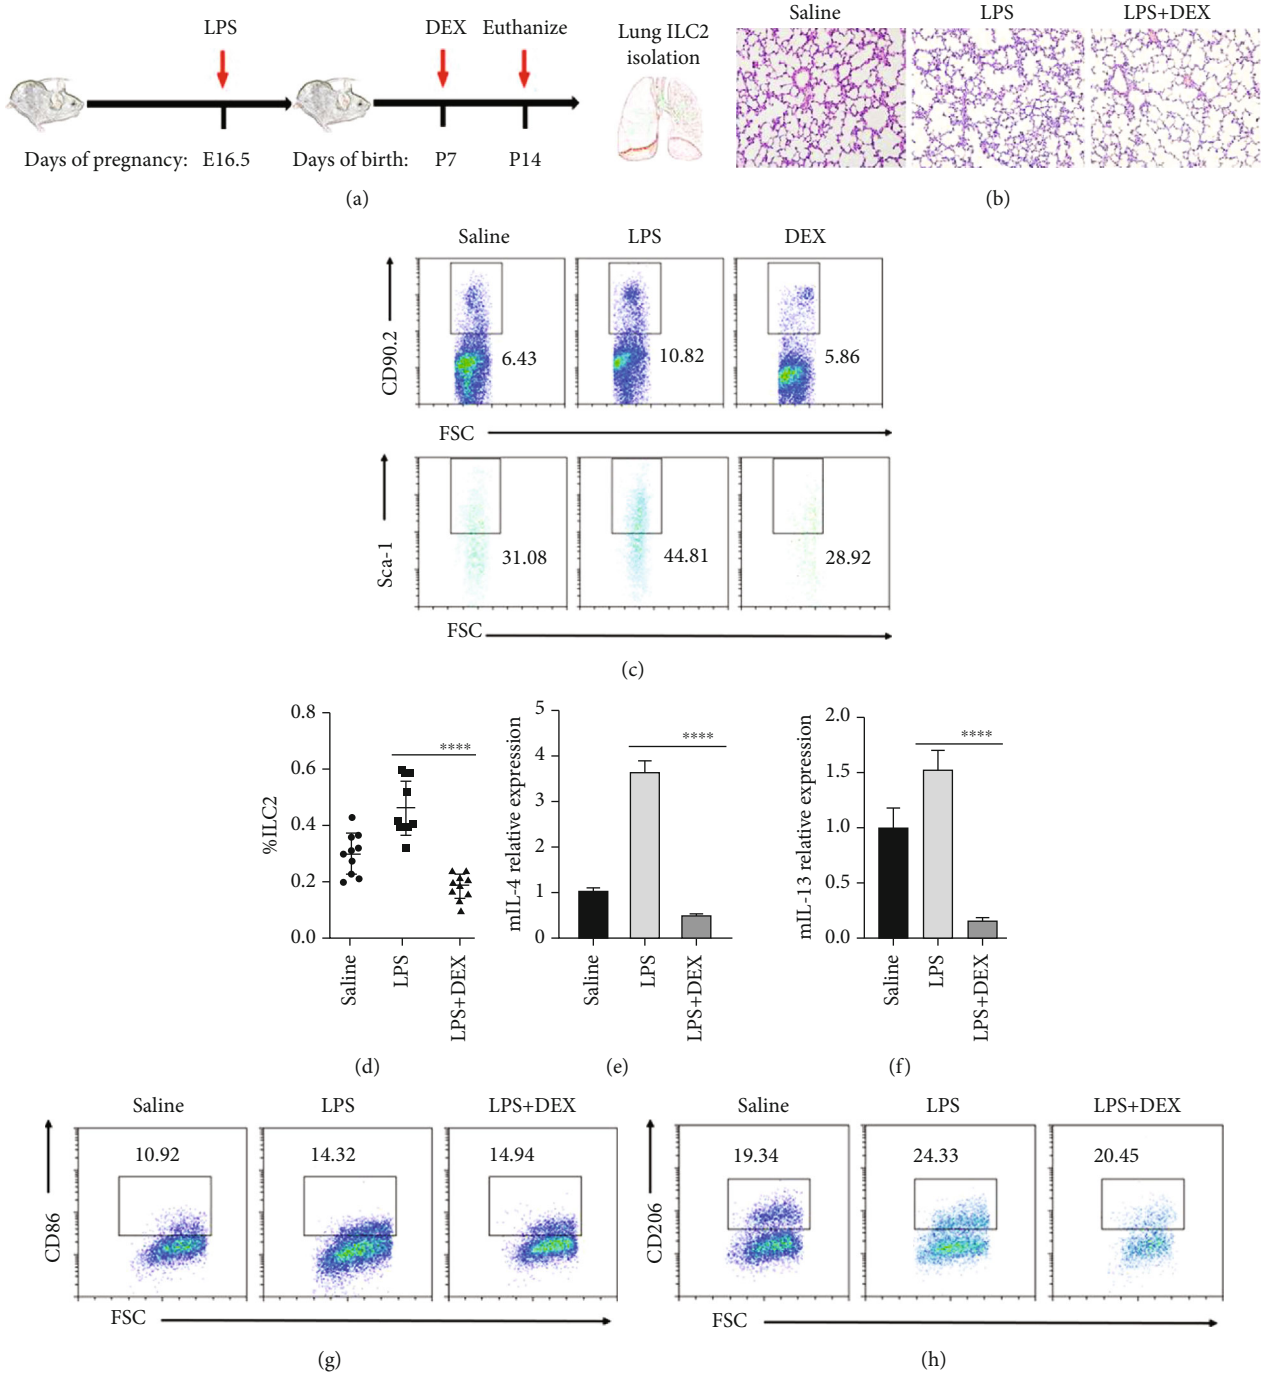 LPS
DEX Euthanize
Lung ILC2
isolation
Days of pregnancy: E16.5
Days of birth: P7 P14
(a)
Saline LPS LPS+DEX
(b)
Saline LPS DEX
CD90.2
6.43 10.82 5.86
FSC
Sca-1
31.08 44.81 28.92
FSC
(c)
%ILC2
0.8
0.6
0.4
0.2
0.0
****
Saline LPS LPS+DEX
(d)
mIL-4 relative expression
5
4
3
2
1
0
****
Saline LPS LPS+DEX
(e)
mIL-13 relative expression
2.0
1.5
1.0
0.5
0.0
****
Saline LPS LPS+DEX
(f)
Saline LPS LPS+DEX
CD86
10.92 14.32 14.94
FSC
(g)
Saline LPS LPS+DEX
CD206
19.34 24.33 20.45
FSC
(h)